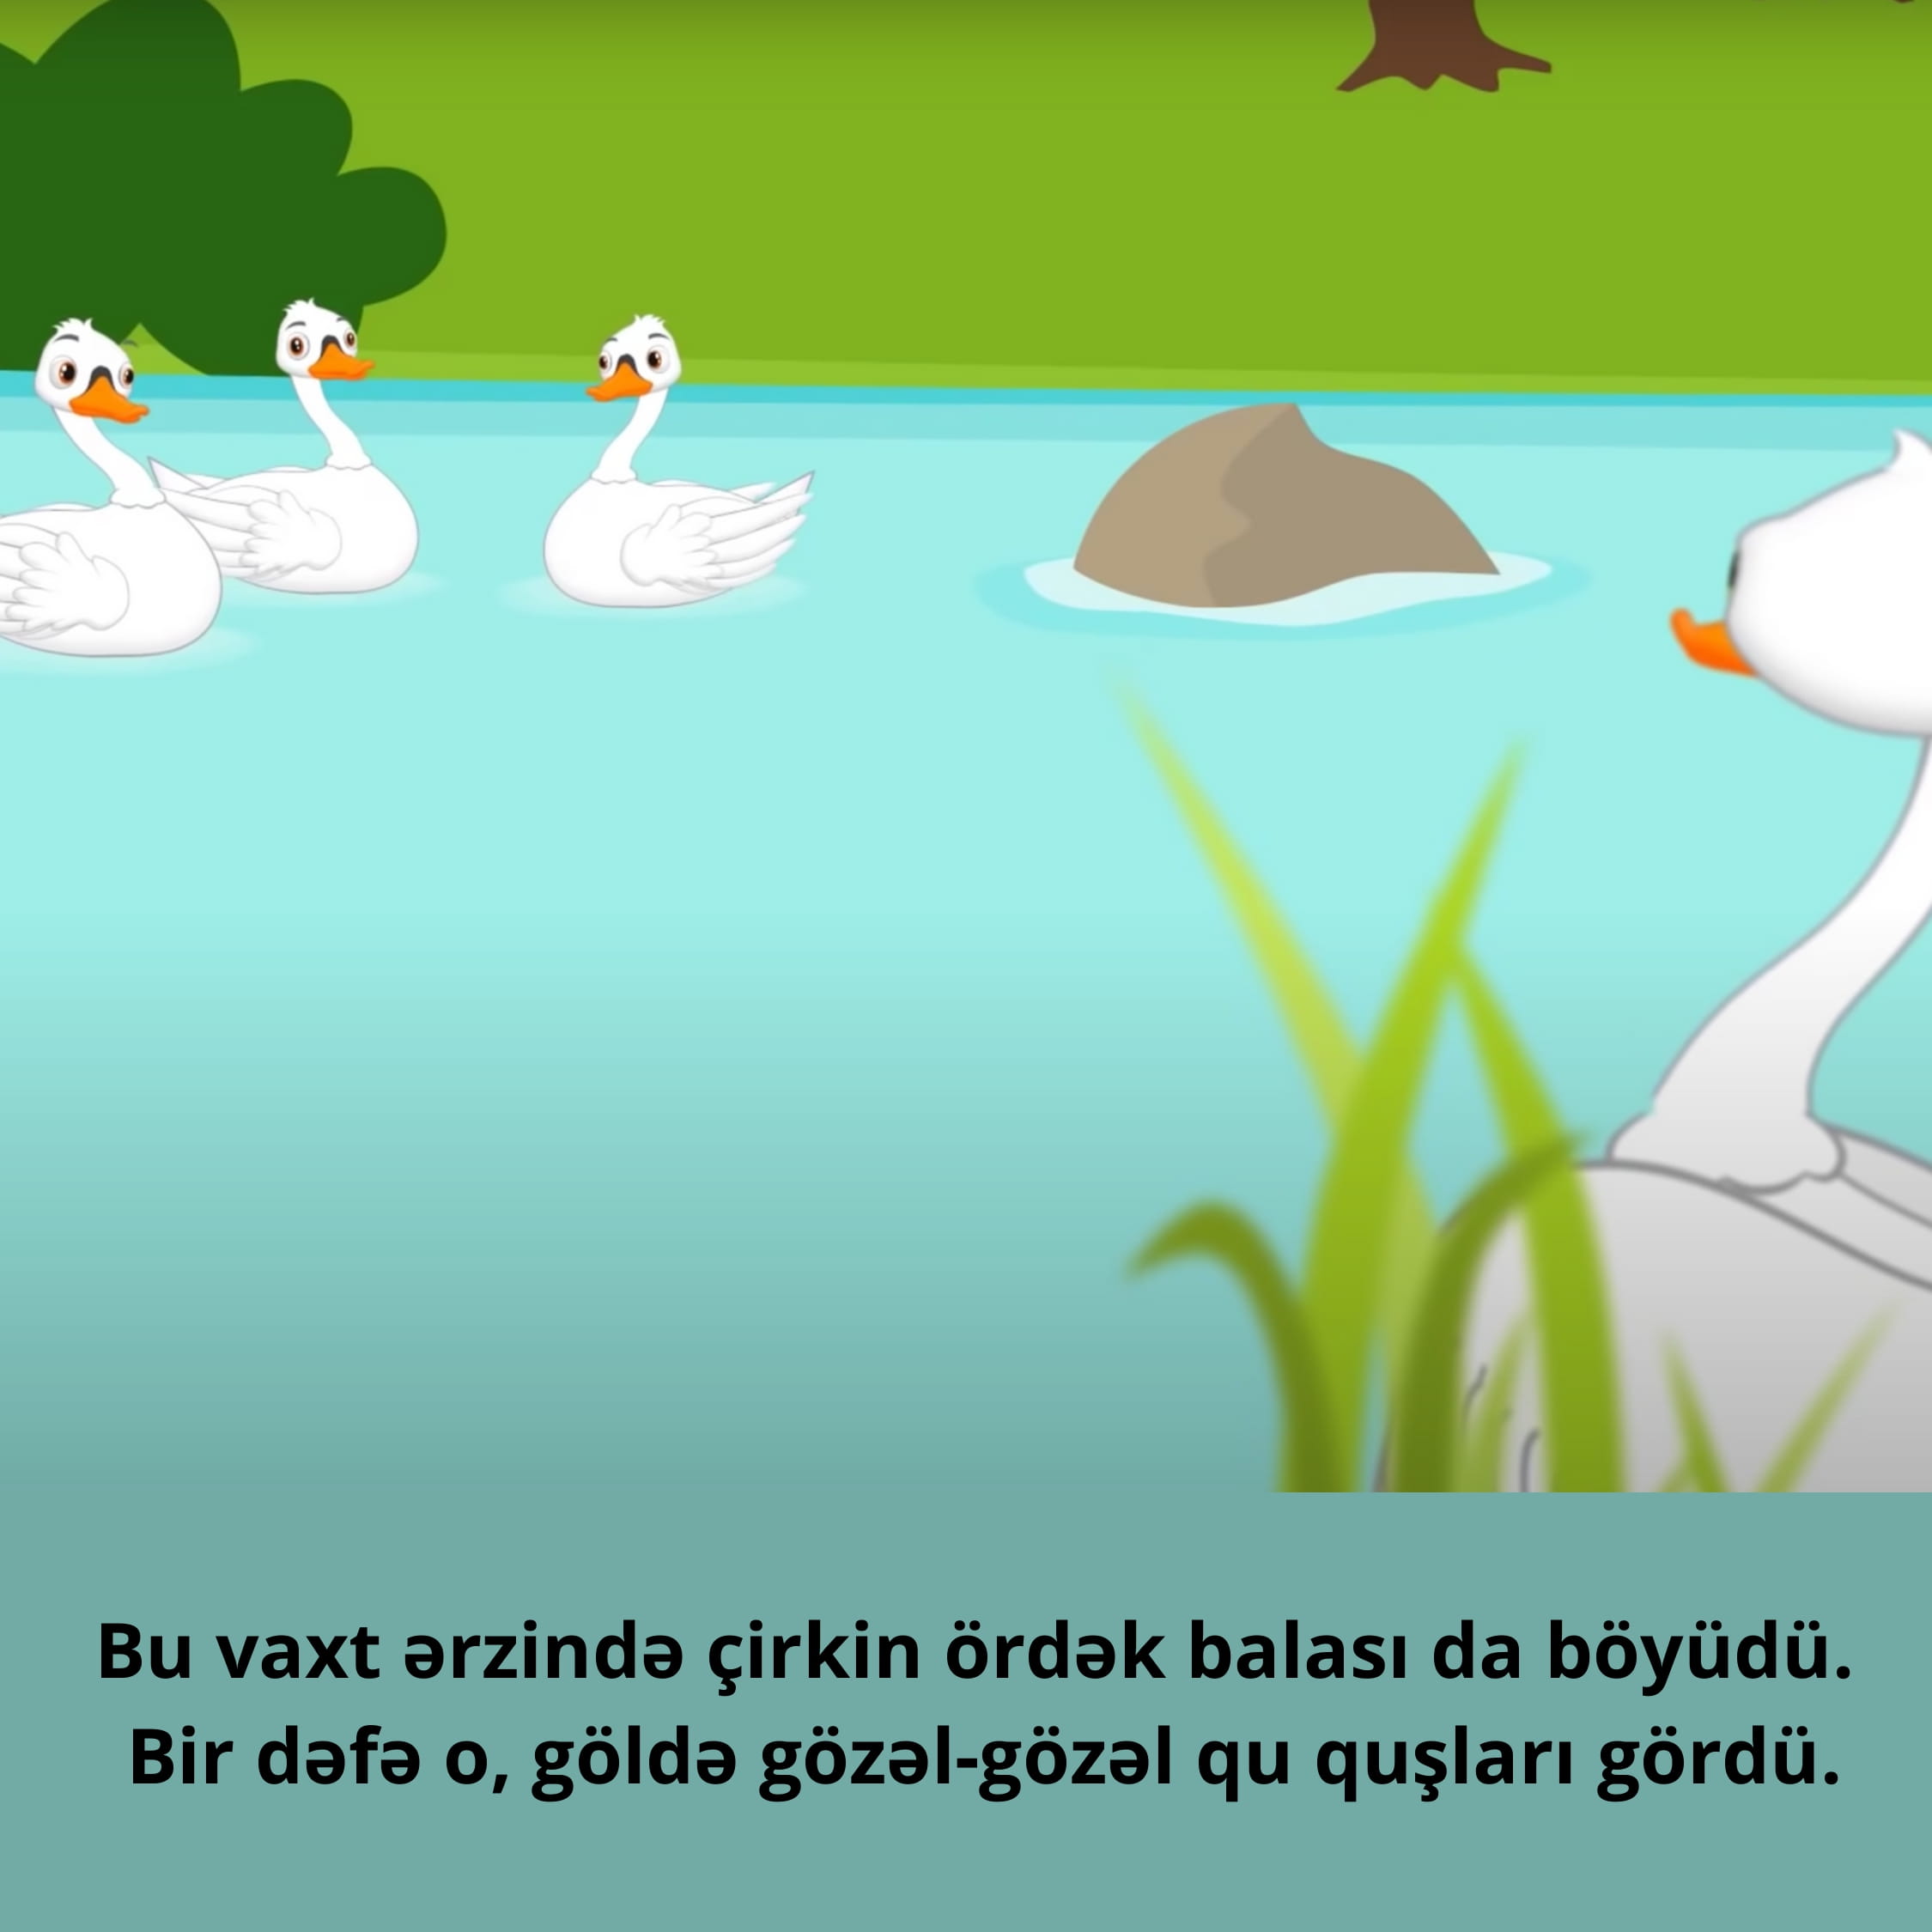 Bu vaxt ərzində çirkin ördək balası da böyüdü.
Bir dəfə o, göldə gözəl-gözəl qu quşları gördü.